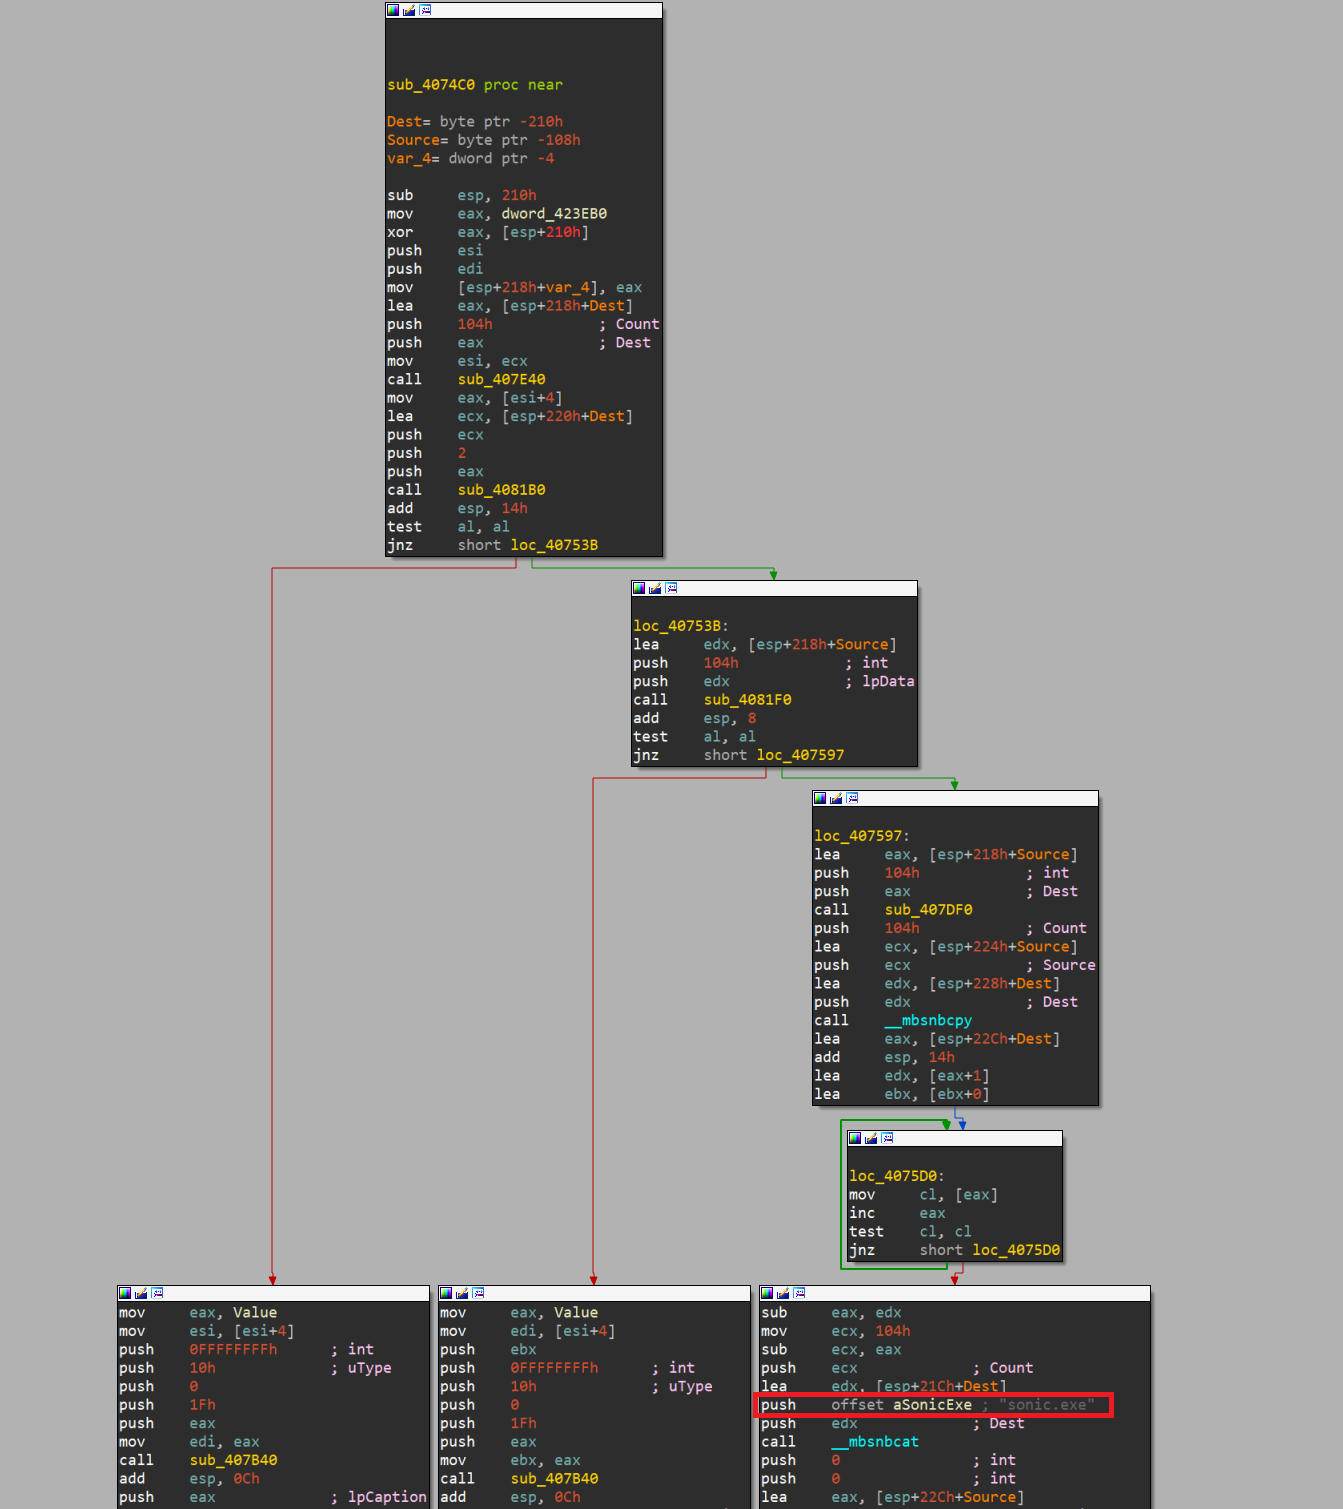 sub_4074C0 proc near
Dest= byte ptr -210h
Source= byte ptr -108h
var_4= dword ptr -4
sub esp, 210h
mov eax, dword_423EB0
xor eax, [esp+210h]
push esi
push edi
mov [esp+218h+var_4], eax
lea eax, [esp+218h+Dest]
push 104h ; Count
push eax ; Dest
mov esi, ecx
call sub_407E40
mov eax, [esi+4]
lea ecx, [esp+220h+Dest]
push ecx
push 2
push eax
call sub_4081B0
add esp, 14h
test al, al
jnz short loc_40753B
loc_40753B:
lea edx, [esp+218h+Source]
push 104h ; int
push edx ; lpData
call sub_4081F0
add esp, 8
test al, al
jnz short loc_407597
loc_407597:
lea eax, [esp+218h+Source]
push 104h ; int
push eax ; Dest
call sub_407DF0
push 104h ; Count
lea ecx, [esp+224h+Source]
push ecx ; Source
lea edx, [esp+228h+Dest]
push edx ; Dest
call __mbsnbcpy
lea eax, [esp+22Ch+Dest]
add esp, 14h
lea edx, [eax+1]
lea ebx, [ebx+0]
loc_4075D0:
mov cl, [eax]
inc eax
test cl, cl
jnz short loc_4075D0
mov eax, Value
mov esi, [esi+4]
push 0FFFFFFFFh ; int
push 10h ; uType
push 0
push 1Fh
push eax
mov edi, eax
call sub_407B40
add esp, 0Ch
push eax ; lpCaption
mov eax, Value
mov edi, [esi+4]
push ebx
push 0FFFFFFFFh ; int
push 10h ; uType
push 0
push 1Fh
push eax
mov ebx, eax
call sub_407B40
add esp, 0Ch
sub eax, edx
mov ecx, 104h
sub ecx, eax
push ecx ; Count
lea edx, [esp+21Ch+Dest]
push offset aSonicExe ; "sonic.exe"
push edx ; Dest
call __mbsnbcat
push 0 ; int
push 0 ; int
lea eax, [esp+22Ch+Source]